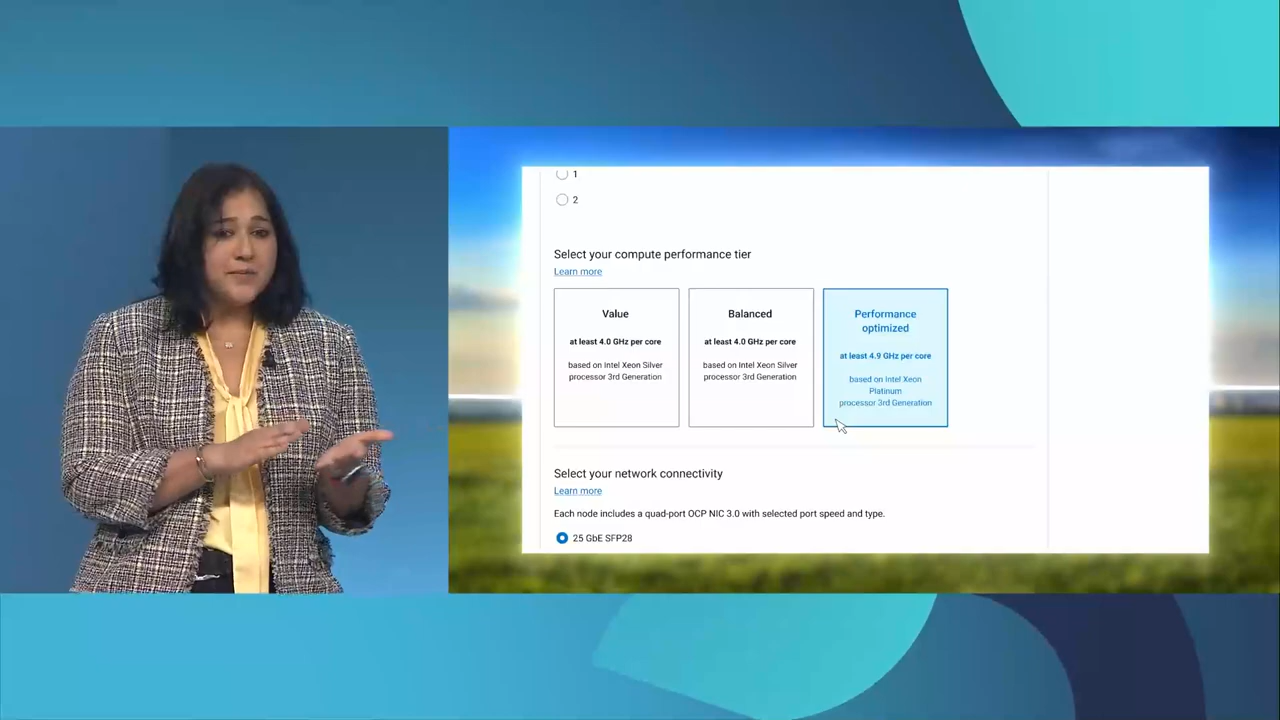 1
2
Select your compute performance tier
Learn more
Value
at least 4.0 GHz per core
based on Intel Xeon Silver
processor 3rd Generation
Balanced
at least 4.0 GHz per core
based on Intel Xeon Silver
processor 3rd Generation
Performance
optimized
at least 4.9 GHz per core
based on Intel Xeon
Platinum
processor 3rd Generation
Select your network connectivity
Learn more
Each node includes a quad-port OCP NIC 3.0 with selected port speed and type.
25 GbE SFP28